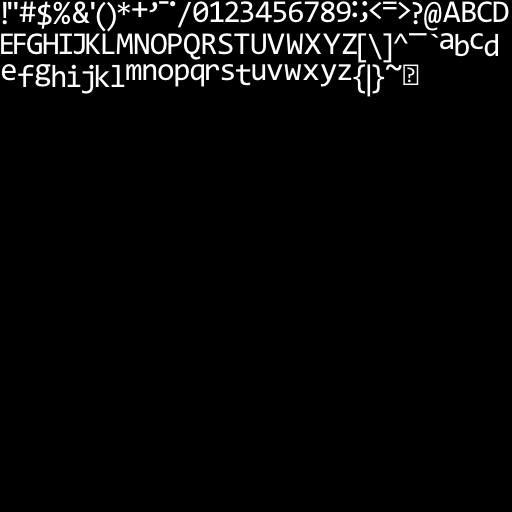 !"#$%&'()*+,-./0123456789:;<=>?@ABCD
EFGHIJKLMNOPQRSTUVWXYZ[\]^_`abcd
efghijklmnopqrstuvwxyz{|}~�